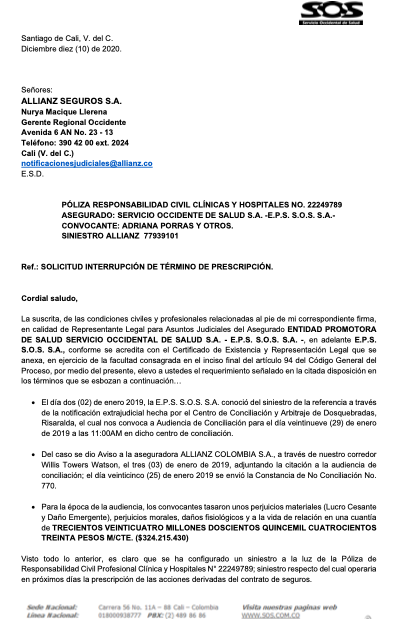 SOS
Servicio Occidental de Salud
Santiago de Cali, V. del C.
Diciembre diez (10) de 2020.
Señores:
ALLIANZ SEGUROS S.A.
Nurya Macique Llerena
Gerente Regional Occidente
Avenida 6 AN No. 23 - 13
Teléfono: 390 42 00 ext. 2024
Cali (V. del C.)
notificacionesjudiciales@allianz.co
E.S.D.
PÓLIZA RESPONSABILIDAD CIVIL CLÍNICAS Y HOSPITALES NO. 22249789
ASEGURADO: SERVICIO OCCIDENTE DE SALUD S.A. -E.P.S. S.O.S. S.A.-
CONVOCANTE: ADRIANA PORRAS Y OTROS.
SINIESTRO ALLIANZ  77939101
Ref.: SOLICITUD INTERRUPCIÓN DE TÉRMINO DE PRESCRIPCIÓN.
Cordial saludo,
La suscrita, de las condiciones civiles y profesionales relacionadas al pie de mi correspondiente firma,
en calidad de Representante Legal para Asuntos Judiciales del Asegurado ENTIDAD PROMOTORA
DE SALUD SERVICIO OCCIDENTAL DE SALUD S.A. - E.P.S. S.O.S. S.A. -, en adelante E.P.S.
S.O.S. S.A., conforme se acredita con el Certificado de Existencia y Representación Legal que se
anexa, en ejercicio de la facultad consagrada en el inciso final del artículo 94 del Código General del
Proceso, por medio del presente, elevo a ustedes el requerimiento señalado en la citada disposición en
los términos que se esbozan a continuación…
• El día dos (02) de enero 2019, la E.P.S. S.O.S. S.A. conoció del siniestro de la referencia a través
de la notificación extrajudicial hecha por el Centro de Conciliación y Arbitraje de Dosquebradas,
Risaralda, el cual nos convoca a Audiencia de Conciliación para el día veintinueve (29) de enero
de 2019 a las 11:00AM en dicho centro de conciliación.
• Del caso se dio Aviso a la aseguradora ALLIANZ COLOMBIA S.A., a través de nuestro corredor
Willis Towers Watson, el tres (03) de enero de 2019, adjuntando la citación a la audiencia de
conciliación; el día veinticinco (25) de enero 2019 se envió la Constancia de No Conciliación No.
770.
• Para la época de la audiencia, los convocantes tasaron unos perjuicios materiales (Lucro Cesante
y Daño Emergente), perjuicios morales, daños fisiológicos y a la vida de relación en una cuantía
de TRECIENTOS VEINTICUATRO MILLONES DOSCIENTOS QUINCEMIL CUATROCIENTOS
TREINTA PESOS M/CTE. ($324.215.430)
Visto todo lo anterior, es claro que se ha configurado un siniestro a la luz de la Póliza de
Responsabilidad Civil Profesional Clínica y Hospitales N° 22249789; siniestro respecto del cual operaria
en próximos días la prescripción de las acciones derivadas del contrato de seguros.
Sede Nacional: Carrera 56 No. 11A – 88 Cali – Colombia Visita nuestras paginas web
Línea Nacional: 018000938777 PBX: (2) 489 86 86 WWW.SOS.COM.CO